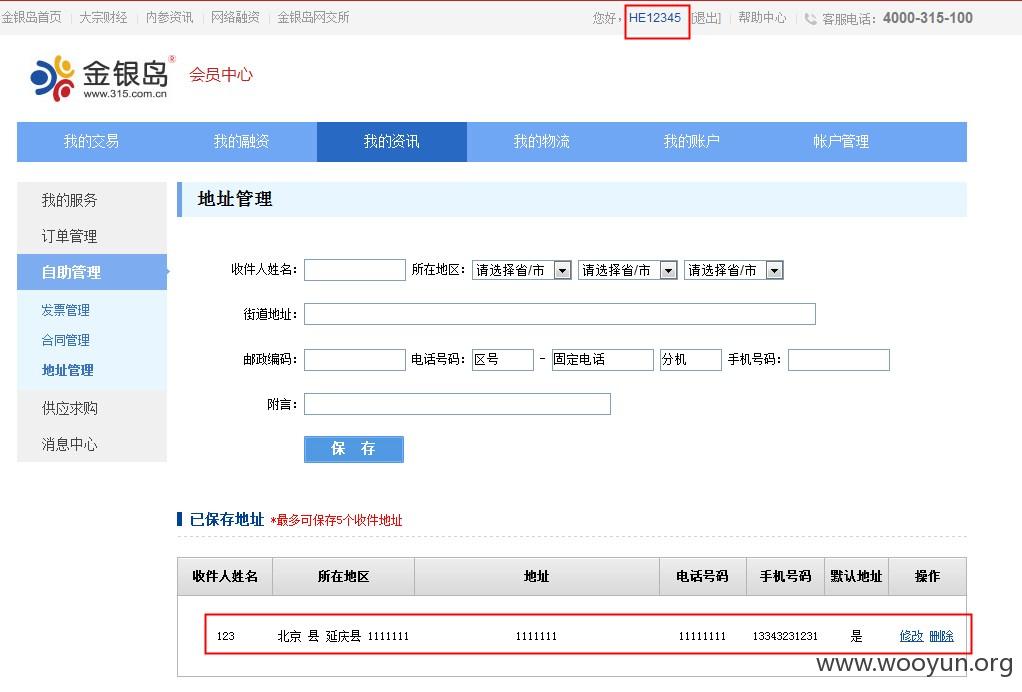 金银岛首页 | 大宗财经 | 内参资讯 | 网络融资 | 金银岛网交所
您好，HE12345 [退出] | 帮助中心 | 客服电话：4000-315-100
金银岛® 会员中心
www.315.com.cn
我的交易 我的融资 我的资讯 我的物流 我的账户 帐户管理
我的服务
订单管理
自助管理
发票管理
合同管理
地址管理
供应求购
消息中心
地址管理
收件人姓名： 所在地区： 请选择省/市 请选择省/市 请选择省/市
街道地址：
邮政编码： 电话号码： 区号 - 固定电话 分机 手机号码：
附言：
保 存
已保存地址 *最多可保存5个收件地址
收件人姓名 所在地区 地址 电话号码 手机号码 默认地址 操作
123 北京 县 延庆县 1111111 1111111 11111111 13343231231 是 修改 删除
www.wooyun.org